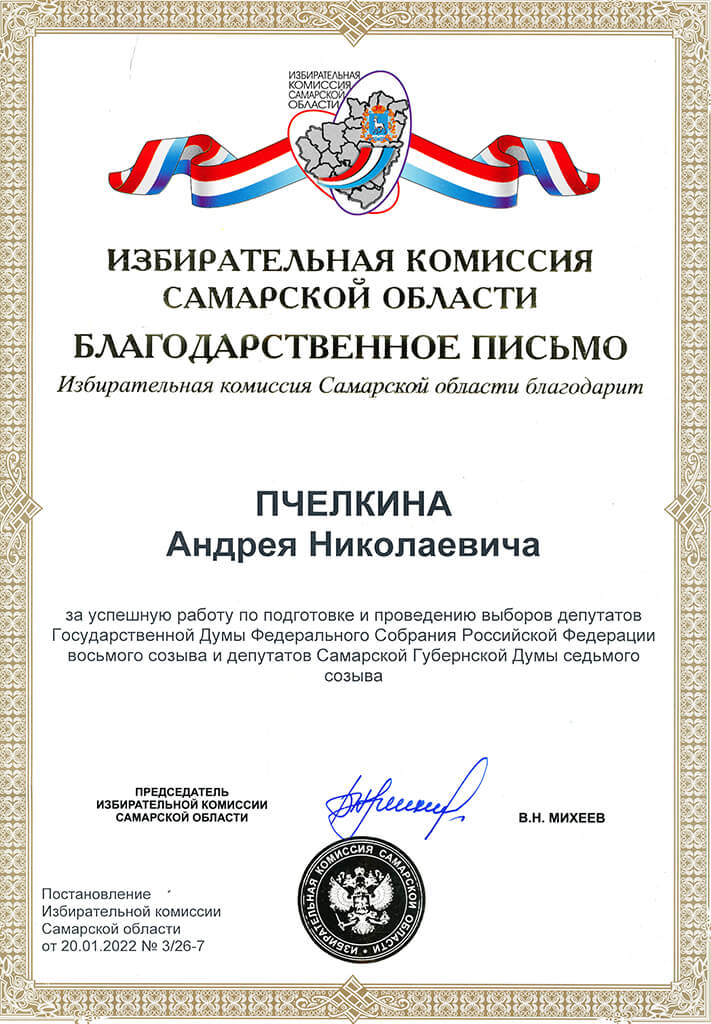 ИЗБИРАТЕЛЬНАЯ
КОМИССИЯ
САМАРСКОЙ
ОБЛАСТИ
ИЗБИРАТЕЛЬНАЯ КОМИССИЯ
САМАРСКОЙ ОБЛАСТИ
БЛАГОДАРСТВЕННОЕ ПИСЬМО
Избирательная комиссия Самарской области благодарит
ПЧЕЛКИНА
Андрея Николаевича
за успешную работу по подготовке и проведению выборов депутатов
Государственной Думы Федерального Собрания Российской Федерации
восьмого созыва и депутатов Самарской Губернской Думы седьмого
созыва
ПРЕДСЕДАТЕЛЬ
ИЗБИРАТЕЛЬНОЙ КОМИССИИ
САМАРСКОЙ ОБЛАСТИ
В.Н. МИХЕЕВ
ИЗБИРАТЕЛЬНАЯ КОМИССИЯ САМАРСКОЙ ОБЛАСТИ
Постановление
Избирательной комиссии
Самарской области
от 20.01.2022 № 3/26-7